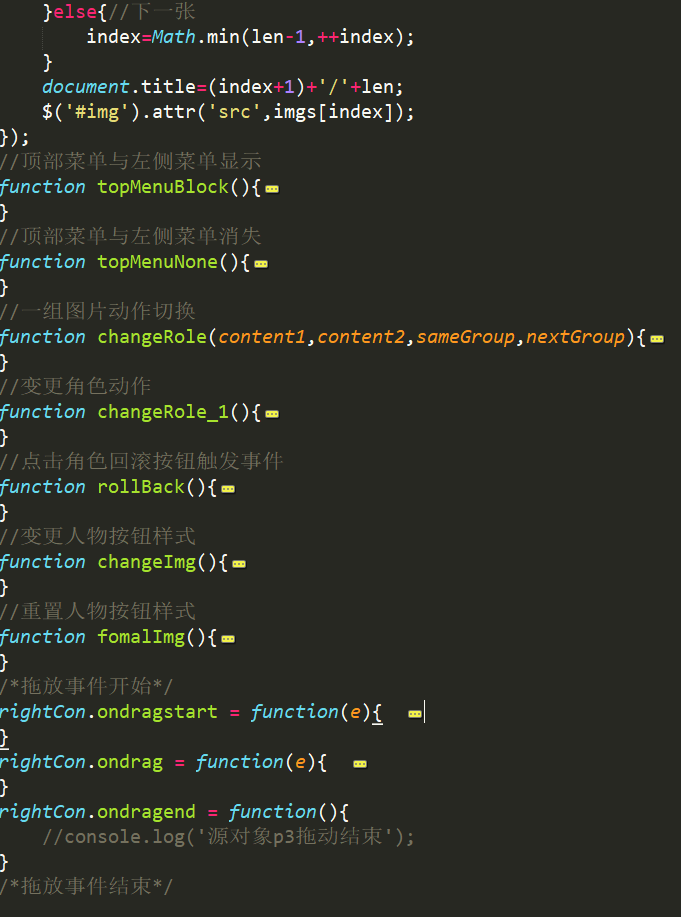 }else{//下一张
index=Math.min(len-1,++index);
}
document.title=(index+1)+'/'+len;
$('#img').attr('src',imgs[index]);
});
//顶部菜单与左侧菜单显示
function topMenuBlock(){
}
//顶部菜单与左侧菜单消失
function topMenuNone(){
}
//一组图片动作切换
function changeRole(content1,content2,sameGroup,nextGroup){
}
//变更角色动作
function changeRole_1(){
}
//点击角色回滚按钮触发事件
function rollBack(){
}
//变更人物按钮样式
function changeImg(){
}
//重置人物按钮样式
function fomalImg(){
}
/*拖放事件开始*/
rightCon.ondragstart = function(e){
}
rightCon.ondrag = function(e){
}
rightCon.ondragend = function(){
//console.log('源对象p3拖动结束');
}
/*拖放事件结束*/